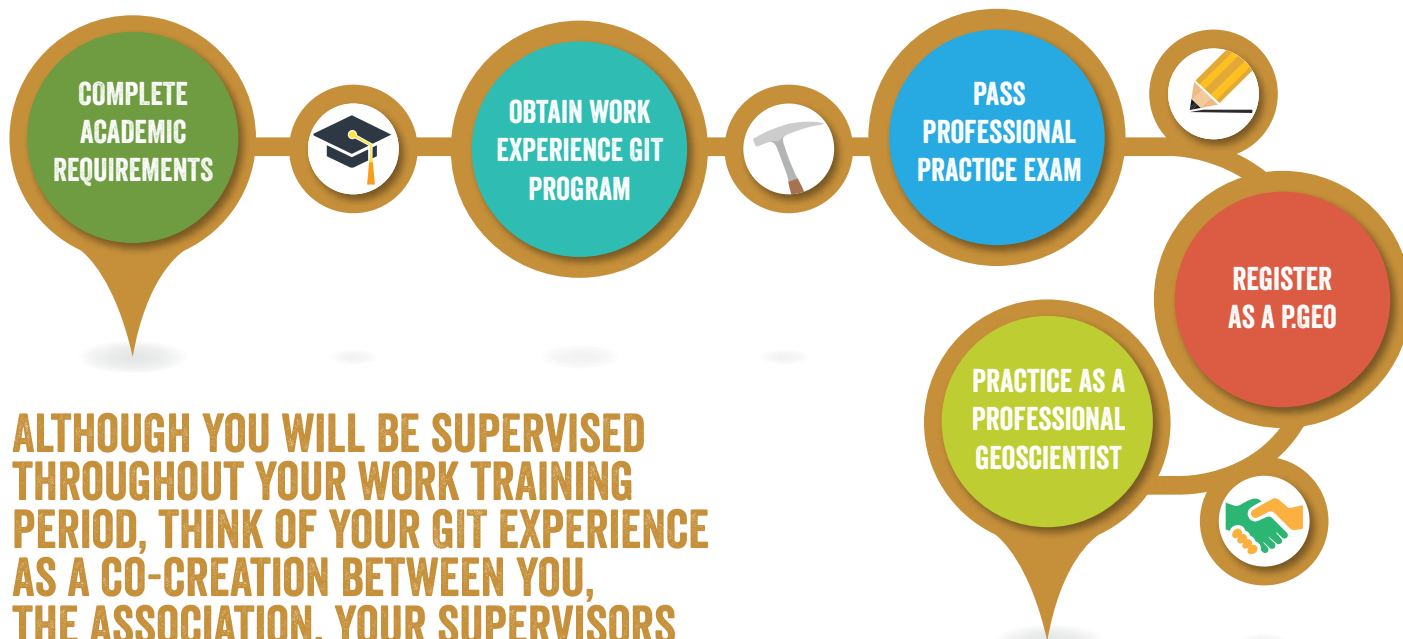 COMPLETE
ACADEMIC
REQUIREMENTS
OBTAIN WORK
EXPERIENCE GIT
PROGRAM
PASS
PROFESSIONAL
PRACTICE EXAM
REGISTER
AS A P.GEO
PRACTICE AS A
PROFESSIONAL
GEOSCIENTIST
ALTHOUGH YOU WILL BE SUPERVISED
THROUGHOUT YOUR WORK TRAINING
PERIOD, THINK OF YOUR GIT EXPERIENCE
AS A CO-CREATION BETWEEN YOU,
THE ASSOCIATION, YOUR SUPERVISORS